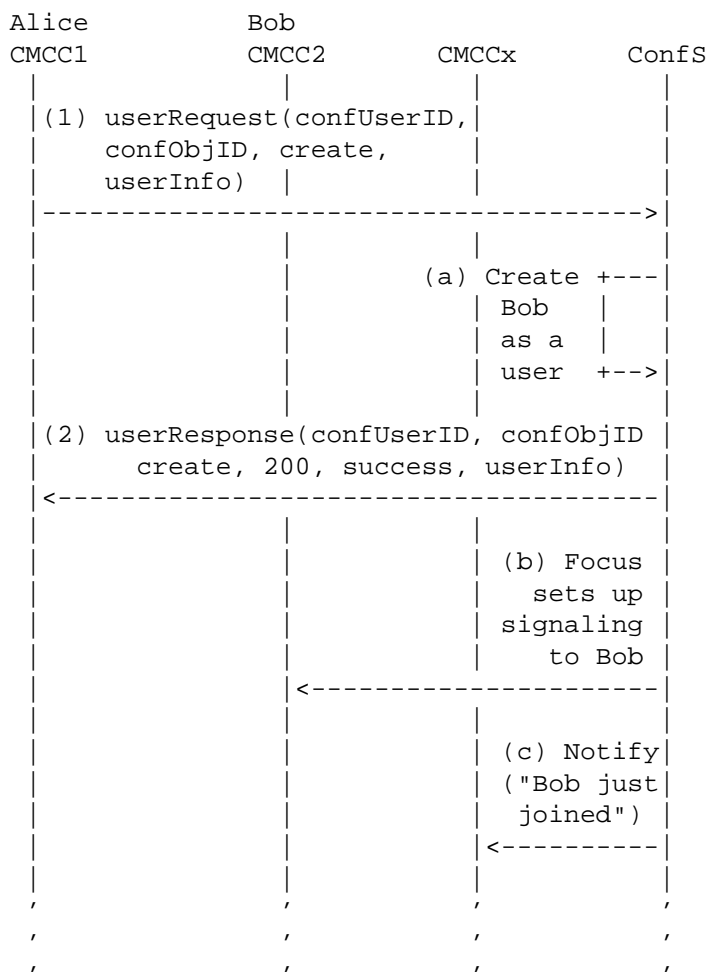 Alice Bob
CMCC1 CMCC2 CMCCx ConfS
(1) userRequest(confUserID,
confObjID, create,
userInfo)
(a) Create
Bob
as a
user
(2) userResponse(confUserID, confObjID
create, 200, success, userInfo)
(b) Focus
sets up
signaling
to Bob
(c) Notify
("Bob just
joined")